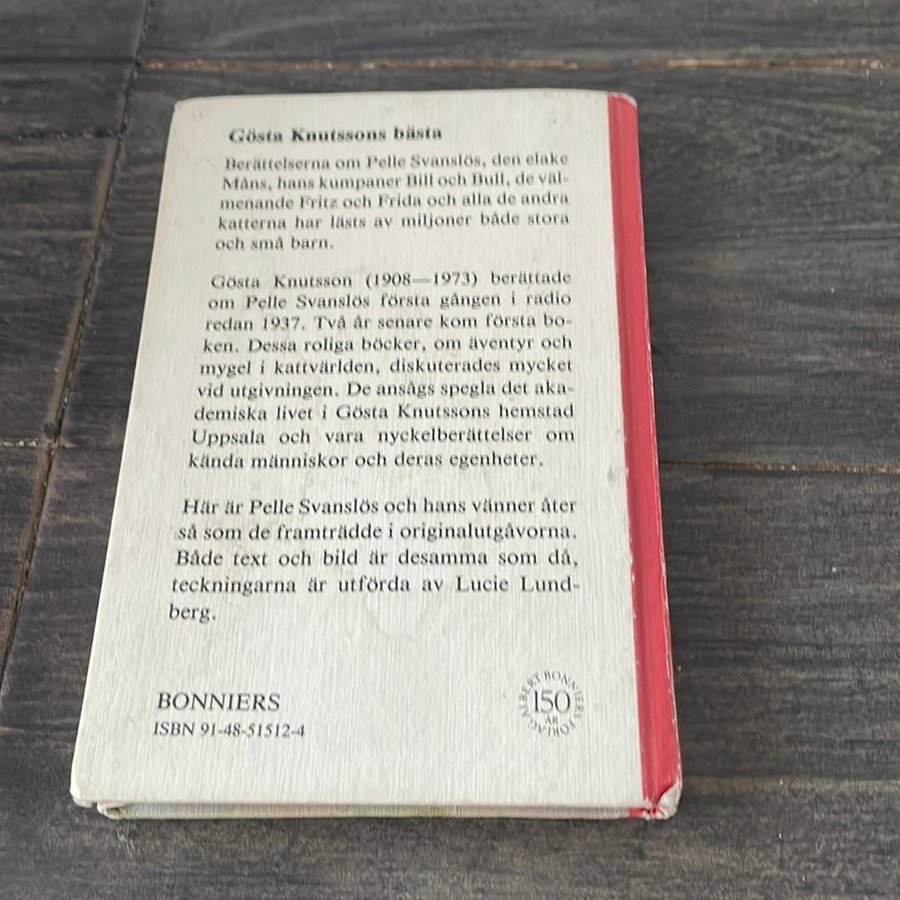 Gösta Knutssons bästa
Berättelserna om Pelle Svanslös, den elake
Måns, hans kumpaner Bill och Bull, de väl-
menande Fritz och Frida och alla de andra
katterna har lästs av miljoner både stora
och små barn.
Gösta Knutsson (1908—1973) berättade
om Pelle Svanslös första gången i radio
redan 1937. Två år senare kom första bo-
ken. Dessa roliga böcker, om äventyr och
mygel i kattvärlden, diskuterades mycket
vid utgivningen. De ansågs spegla det aka-
demiska livet i Gösta Knutssons hemstad
Uppsala och vara nyckelberättelser om
kända människor och deras egenheter.
Här är Pelle Svanslös och hans vänner åter
så som de framträdde i originalutgåvorna.
Både text och bild är desamma som då,
teckningarna är utförda av Lucie Lund-
berg.
BONNIERS
ISBN 91-48-51512-4
ALBERT BONNIERS FÖRLAG
150
ÅR